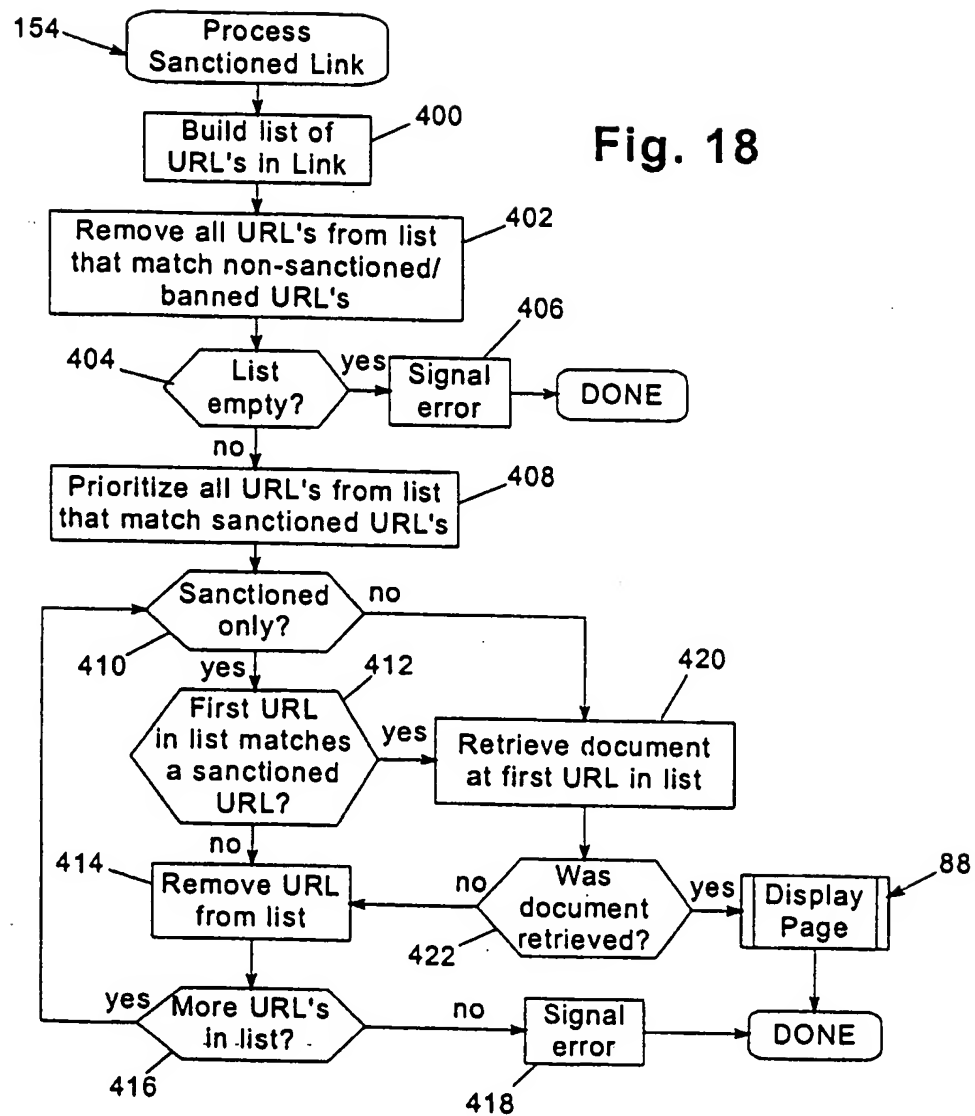 154
Process
Sanctioned Link
400
Build list of
URL's in Link
Fig. 18
402
Remove all URL's from list
that match non-sanctioned/
banned URL's
404
List
empty?
yes
406
Signal
error
DONE
no
408
Prioritize all URL's from list
that match sanctioned URL's
Sanctioned
only?
no
410
yes
412
420
First URL
in list matches
a sanctioned
URL?
yes
Retrieve document
at first URL in list
no
414
Remove URL
from list
no
Was
document
retrieved?
422
yes
Display
Page
88
yes
More URL's
in list?
416
no
Signal
error
418
DONE